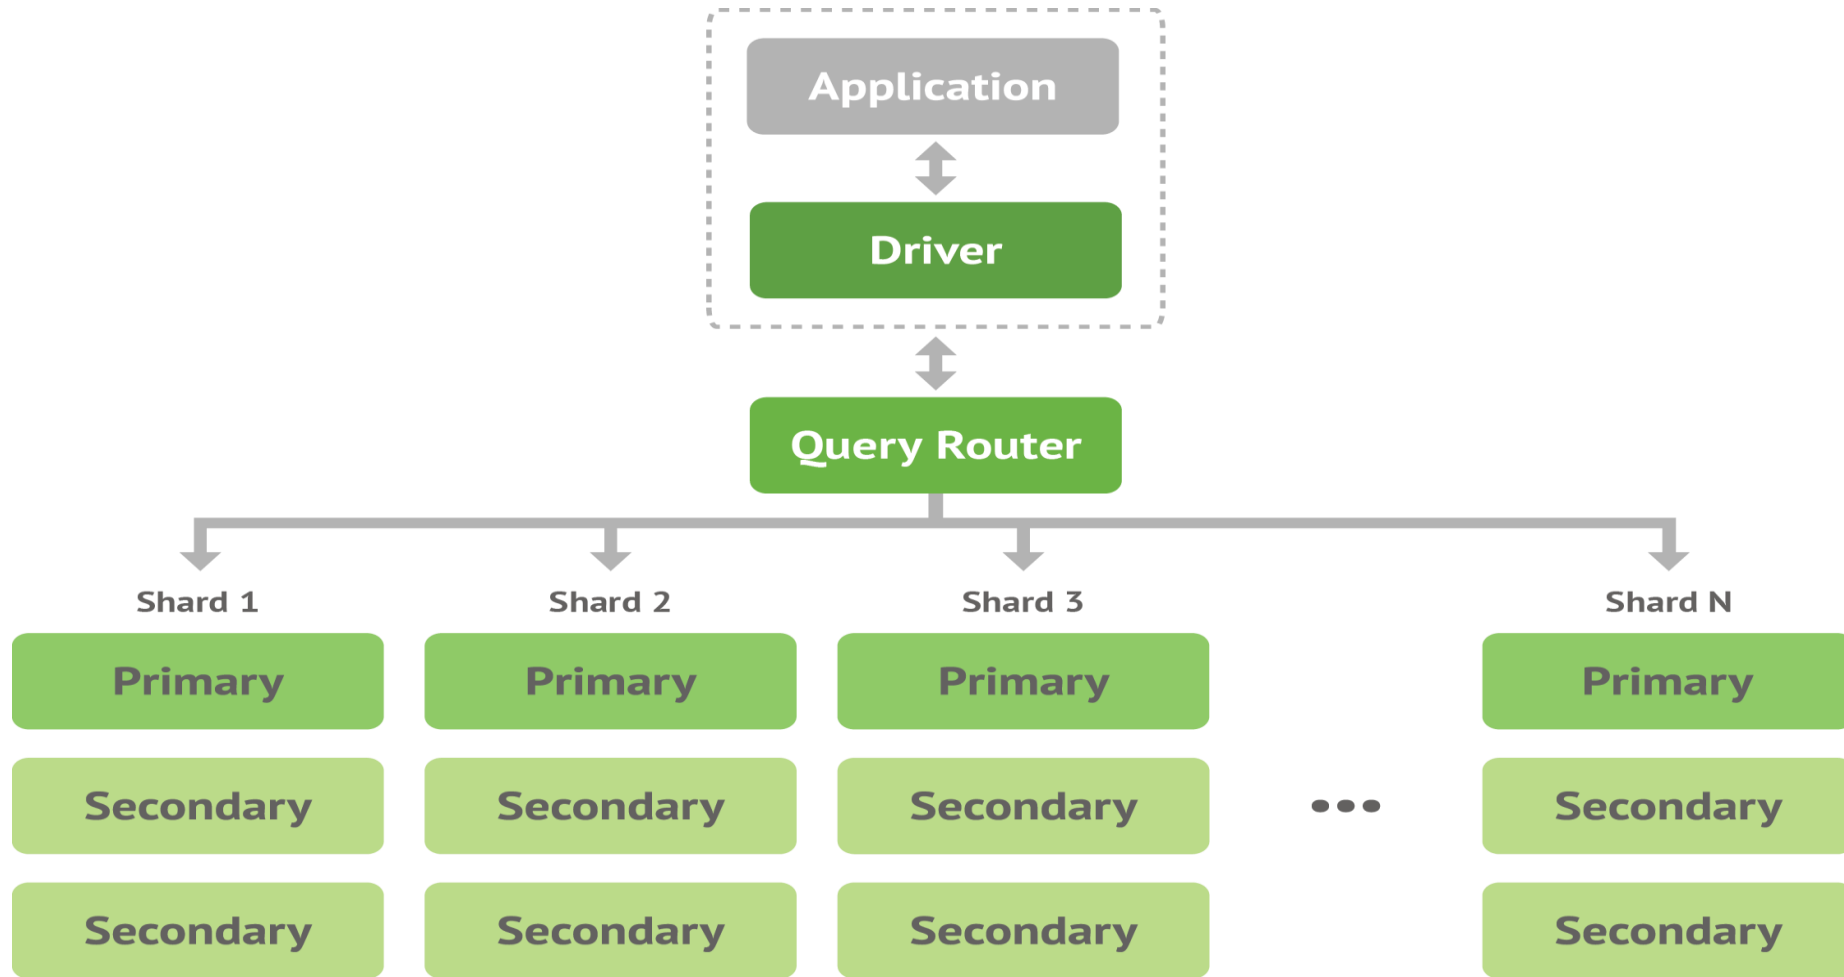 Application
Driver
Query Router
Shard 1
Shard 2
Shard 3
Shard N
Primary
Primary
Primary
Primary
Secondary
Secondary
Secondary
•••
Secondary
Secondary
Secondary
Secondary
Secondary